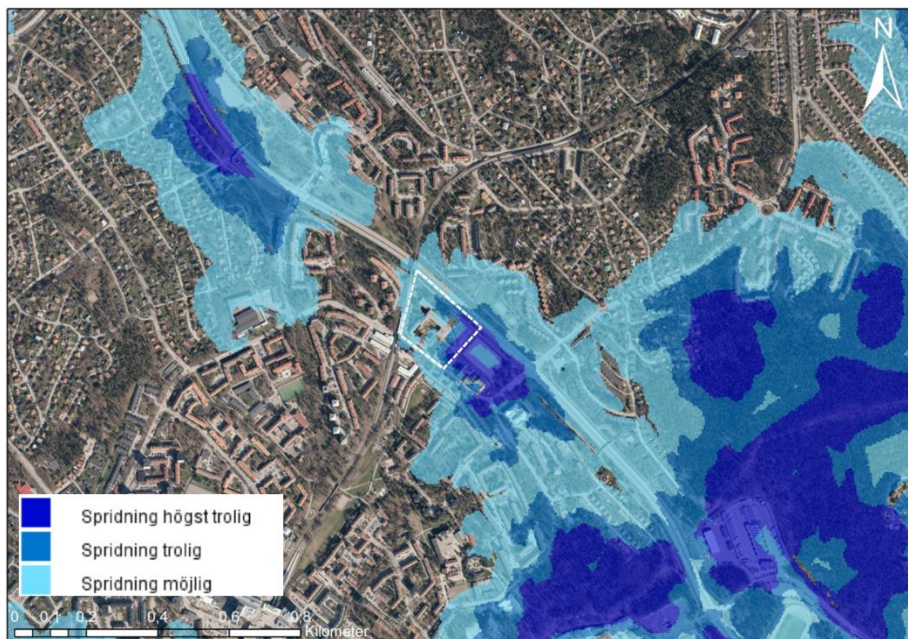 N
Spridning högst trolig
Spridning trolig
Spridning möjlig
0 0,1 0,2 0,4 0,6 0,8
Kilometer